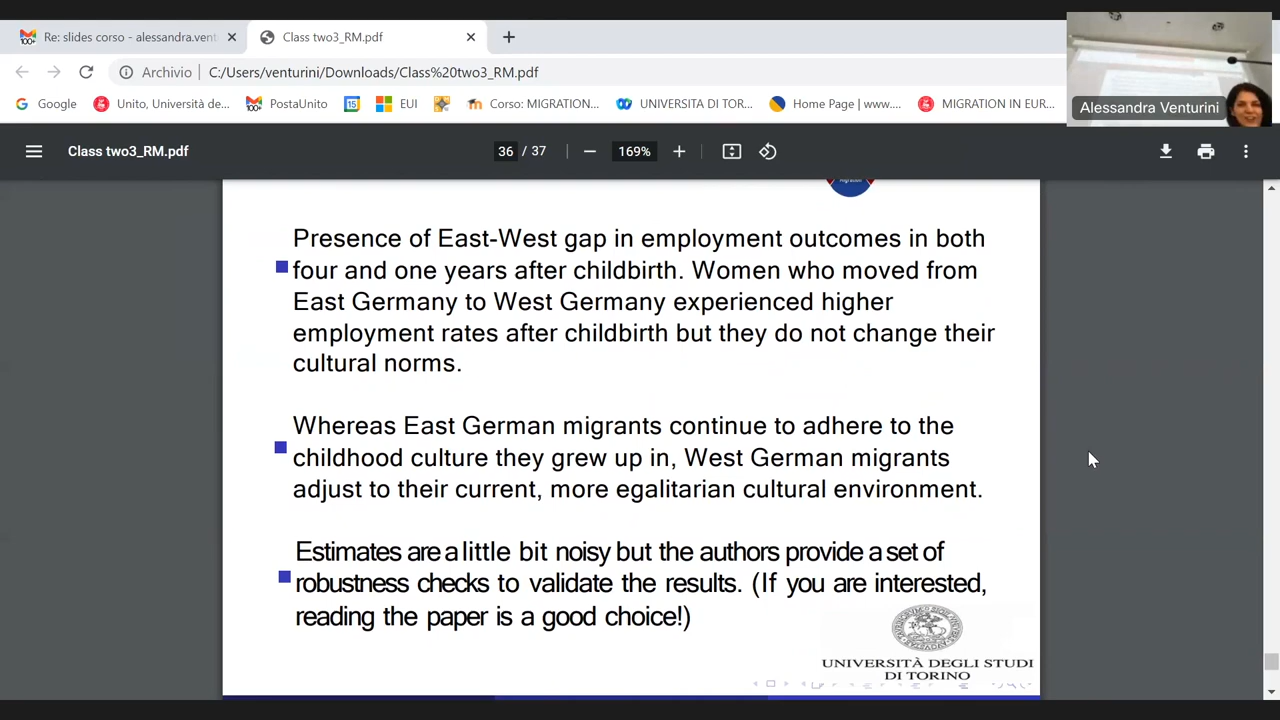 Re: slides corso - alessandra.ven
Class two3_RM.pdf
Archivio
C:/Users/venturini/Downloads/Class%20two3_RM.pdf
Google
Unito, Università de...
PostaUnito
EUI
Corso: MIGRATION...
UNIVERSITA DI TOR...
Home Page | www....
MIGRATION IN EUR...
Alessandra Venturini
Class two3_RM.pdf
36 / 37
169%
Presence of East-West gap in employment outcomes in both
four and one years after childbirth. Women who moved from
East Germany to West Germany experienced higher
employment rates after childbirth but they do not change their
cultural norms.
Whereas East German migrants continue to adhere to the
childhood culture they grew up in, West German migrants
adjust to their current, more egalitarian cultural environment.
Estimates are a little bit noisy but the authors provide a set of
robustness checks to validate the results. (If you are interested,
reading the paper is a good choice!)
UNIVERSITÀ DEGLI STUDI
DI TORINO